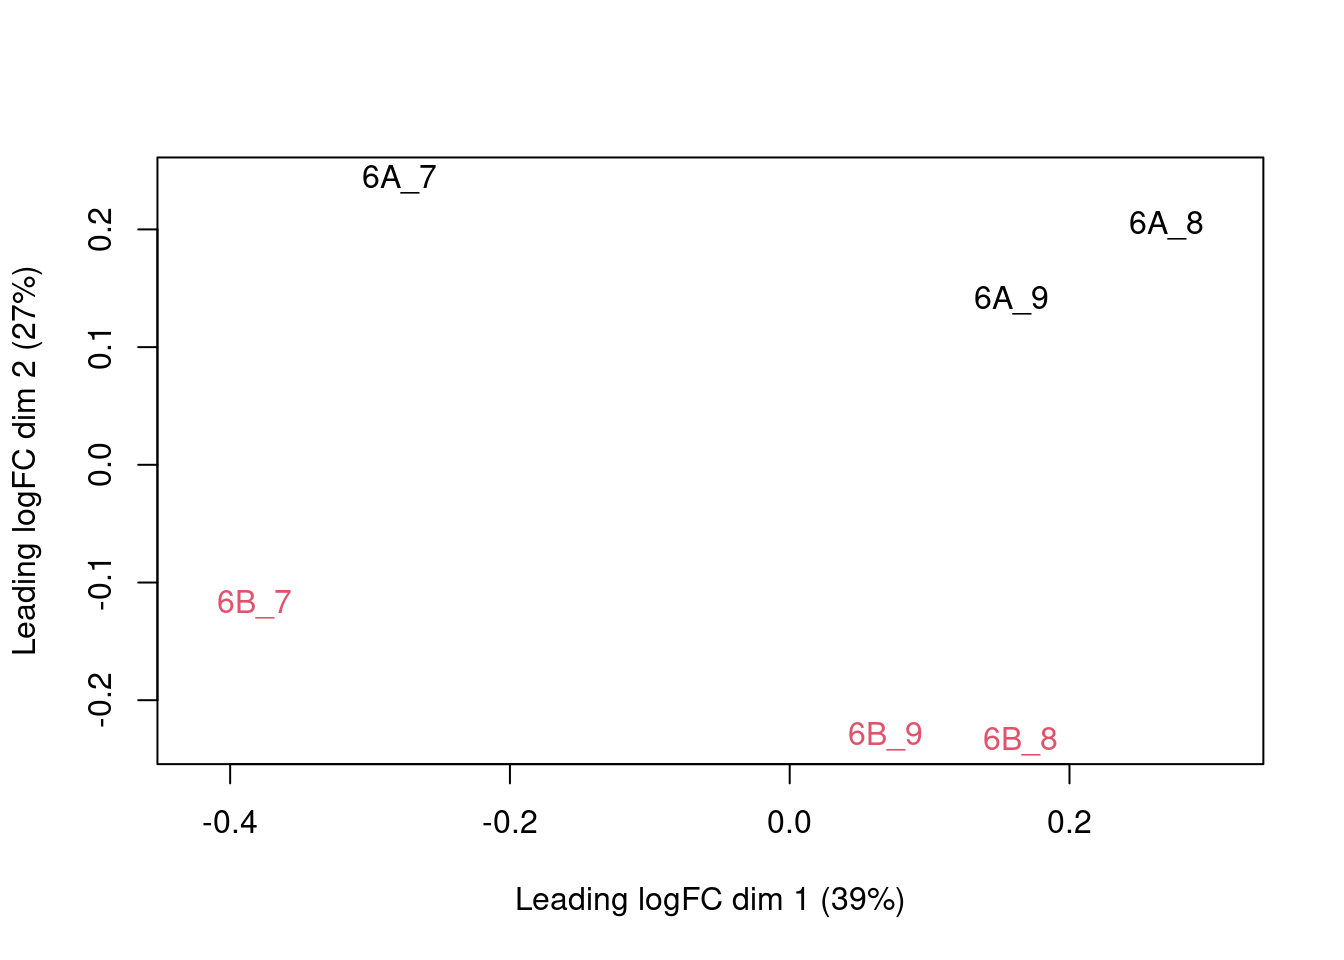 6A_7
6A_8
6A_9
6B_7
6B_9
6B_8
0.2
0.1
0.0
-0.1
-0.2
Leading logFC dim 2 (27%)
-0.4
-0.2
0.0
0.2
Leading logFC dim 1 (39%)